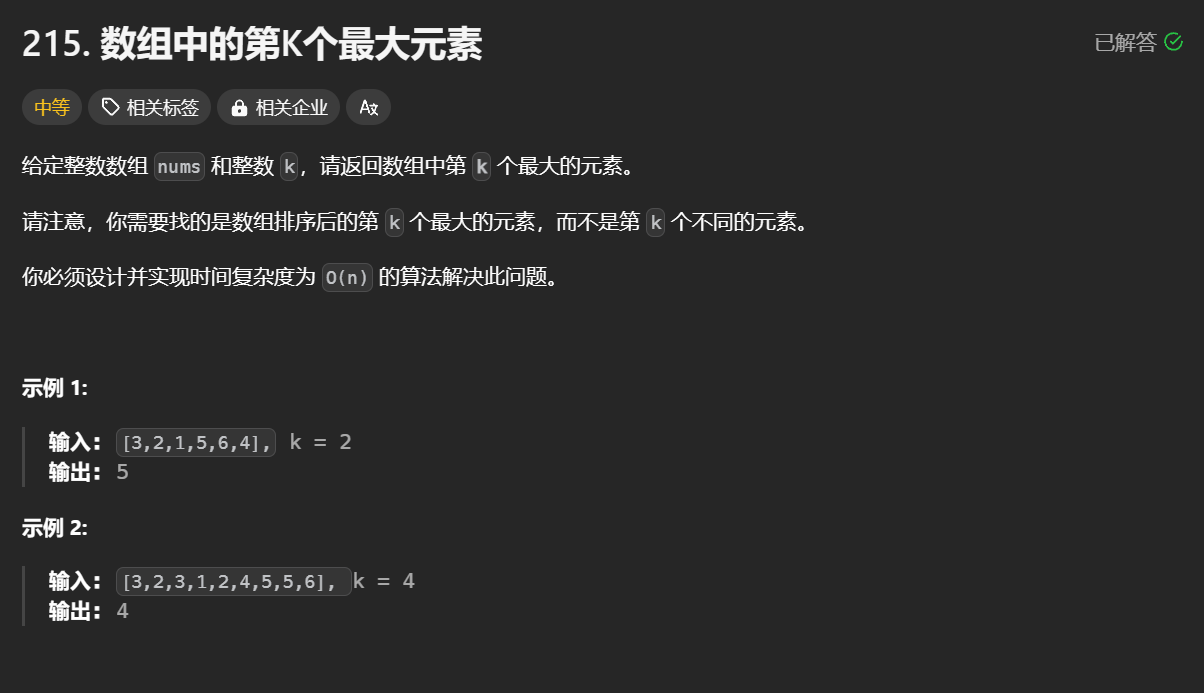 215. 数组中的第K个最大元素
已解答
中等 相关标签 相关企业
给定整数数组 nums 和整数 k，请返回数组中第 k 个最大的元素。
请注意，你需要找的是数组排序后的第 k 个最大的元素，而不是第 k 个不同的元素。
你必须设计并实现时间复杂度为 O(n) 的算法解决此问题。
示例 1:
输入： [3,2,1,5,6,4], k = 2
输出： 5
示例 2:
输入： [3,2,3,1,2,4,5,5,6], k = 4
输出： 4